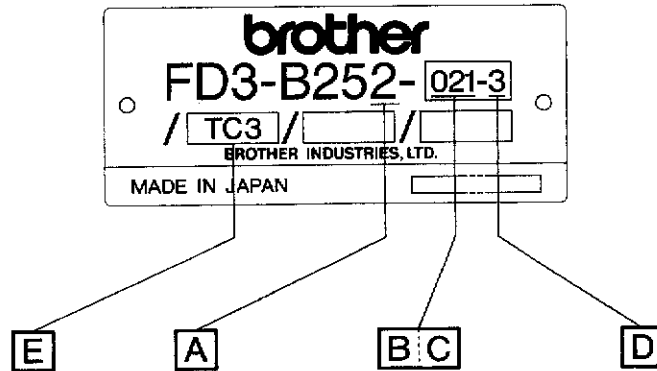 brother
FD3-B252- 021-3
/ TC3 / /
BROTHER INDUSTRIES, LTD.
MADE IN JAPAN
E A B C D